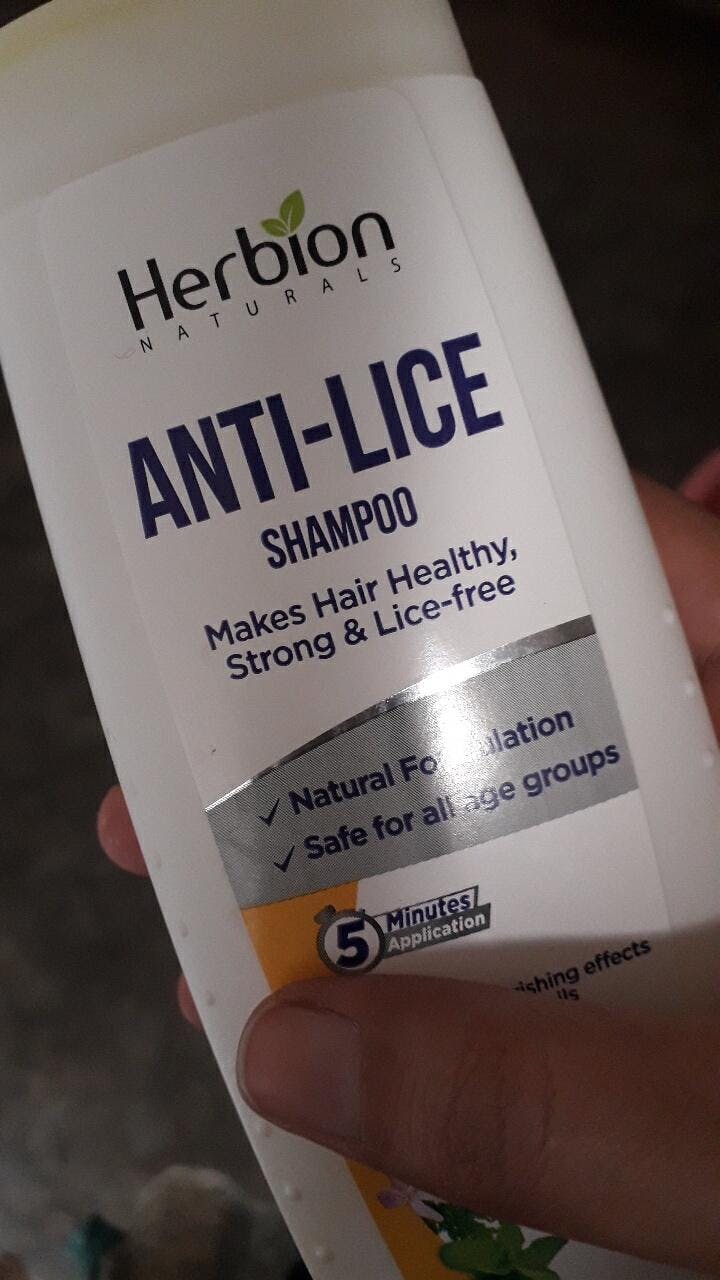 Herbion
NATURALS
ANTI-LICE
SHAMPOO
Makes Hair Healthy,
Strong & Lice-free
Natural
Safe for all age groups
5 Minutes
Application
effects